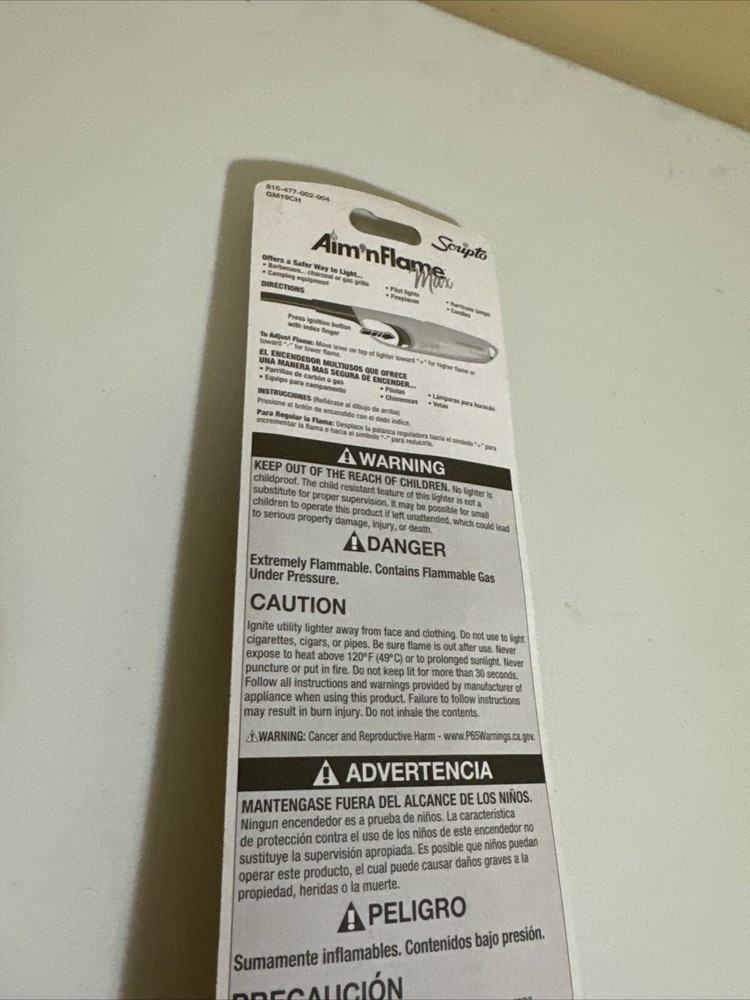 815-477-002-004
GM19CH
Scripto
Aim'nFlame
Max
Offers a Safer Way to Light...
• Barbecues... charcoal or gas grills
• Camping equipment
• Pilot lights
• Fireplaces
• Hurricane lamps
• Candles
DIRECTIONS
Press ignition button
with index finger
To Adjust Flame: Move lever on top of lighter toward "+" for higher flame or
toward "-" for lower flame.
EL ENCENDEDOR MULTIUSOS QUE OFRECE
UNA MANERA MAS SEGURA DE ENCENDER...
• Parrillas de carbón o gas
• Equipo para campamento
• Pilotos
• Chimeneas
• Lámparas para huracán
• Velas
INSTRUCCIONES (Refiérase al dibujo de arriba)
Presione el botón de encendido con el dedo índice.
Para Regular la Flama: Desplace la palanca reguladora hacia el símbolo "+" para
incrementar la flama o hacia el símbolo "-" para reducirla.
⚠ WARNING
KEEP OUT OF THE REACH OF CHILDREN. No lighter is
childproof. The child resistant feature of this lighter is not a
substitute for proper supervision. It may be possible for small
children to operate this product if left unattended, which could lead
to serious property damage, injury, or death.
⚠ DANGER
Extremely Flammable. Contains Flammable Gas
Under Pressure.
CAUTION
Ignite utility lighter away from face and clothing. Do not use to light
cigarettes, cigars, or pipes. Be sure flame is out after use. Never
expose to heat above 120°F (49°C) or to prolonged sunlight. Never
puncture or put in fire. Do not keep lit for more than 30 seconds.
Follow all instructions and warnings provided by manufacturer of
appliance when using this product. Failure to follow instructions
may result in burn injury. Do not inhale the contents.
⚠ WARNING: Cancer and Reproductive Harm - www.P65Warnings.ca.gov.
⚠ ADVERTENCIA
MANTENGASE FUERA DEL ALCANCE DE LOS NIÑOS.
Ningun encendedor es a prueba de niños. La característica
de protección contra el uso de los niños de este encendedor no
sustituye la supervisión apropiada. Es posible que niños puedan
operar este producto, el cual puede causar daños graves a la
propiedad, heridas o la muerte.
⚠ PELIGRO
Sumamente inflamables. Contenidos bajo presión.
PRECAUCIÓN